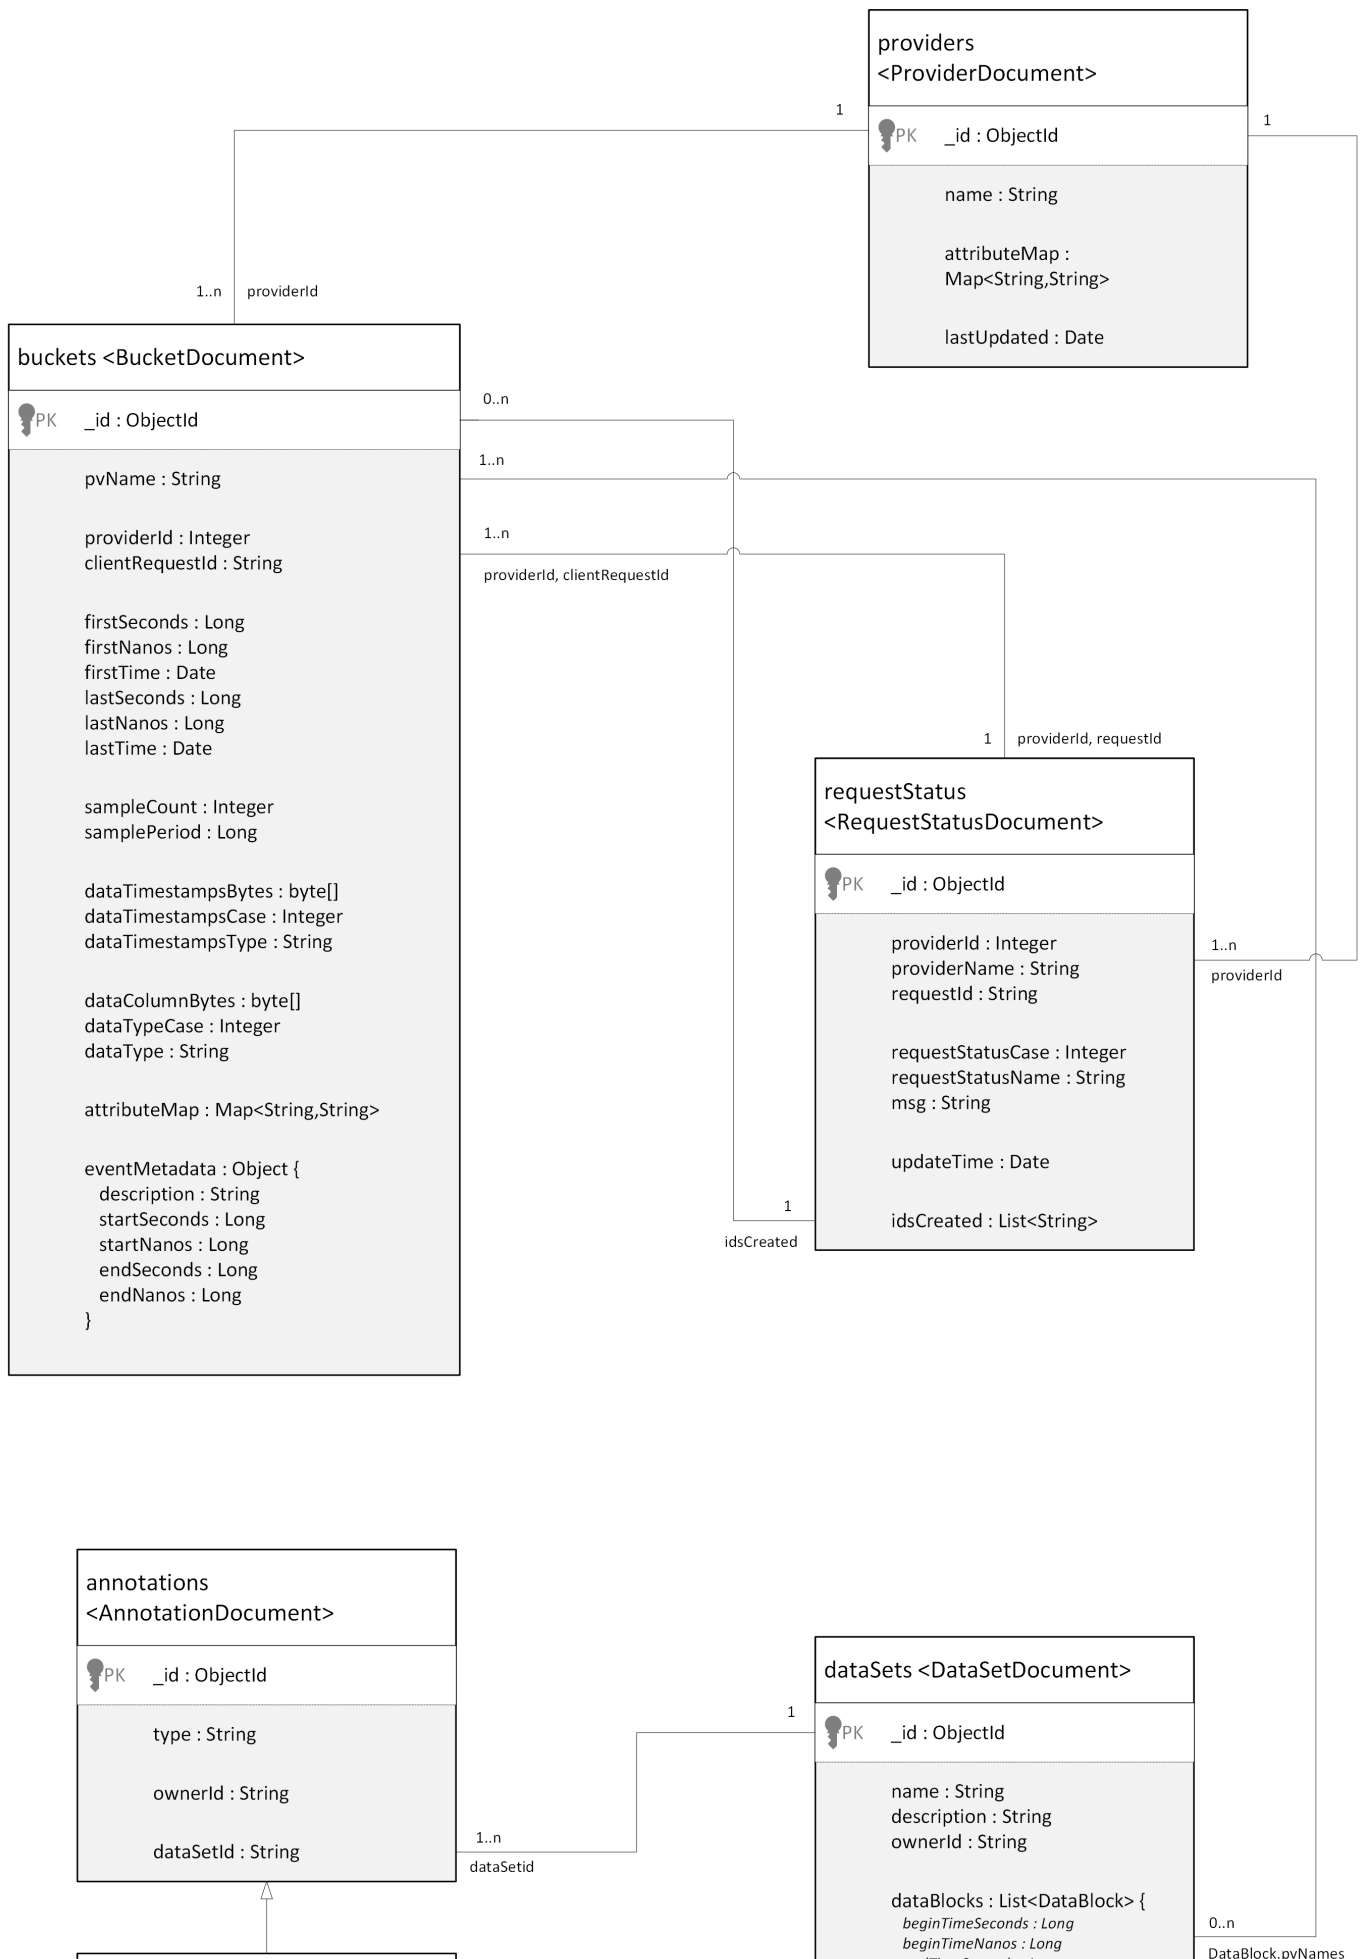 providers
<ProviderDocument>
1
1
PK _id : ObjectId
name : String
attributeMap :
Map<String,String>
lastUpdated : Date
1..n providerId
buckets <BucketDocument>
PK _id : ObjectId
pvName : String
providerId : Integer
clientRequestId : String
firstSeconds : Long
firstNanos : Long
firstTime : Date
lastSeconds : Long
lastNanos : Long
lastTime : Date
sampleCount : Integer
samplePeriod : Long
dataTimestampsBytes : byte[]
dataTimestampsCase : Integer
dataTimestampsType : String
dataColumnBytes : byte[]
dataTypeCase : Integer
dataType : String
attributeMap : Map<String,String>
eventMetadata : Object {
description : String
startSeconds : Long
startNanos : Long
endSeconds : Long
endNanos : Long
}
0..n
1..n
1..n
providerId, clientRequestId
1 providerId, requestId
requestStatus
<RequestStatusDocument>
PK _id : ObjectId
providerId : Integer
providerName : String
requestId : String
requestStatusCase : Integer
requestStatusName : String
msg : String
updateTime : Date
idsCreated : List<String>
1..n
providerId
1
idsCreated
annotations
<AnnotationDocument>
PK _id : ObjectId
type : String
ownerId : String
dataSetId : String
1..n
dataSetid
1
dataSets <DataSetDocument>
PK _id : ObjectId
name : String
description : String
ownerId : String
dataBlocks : List<DataBlock> {
beginTimeSeconds : Long
beginTimeNanos : Long
0..n
DataBlock.pvNames